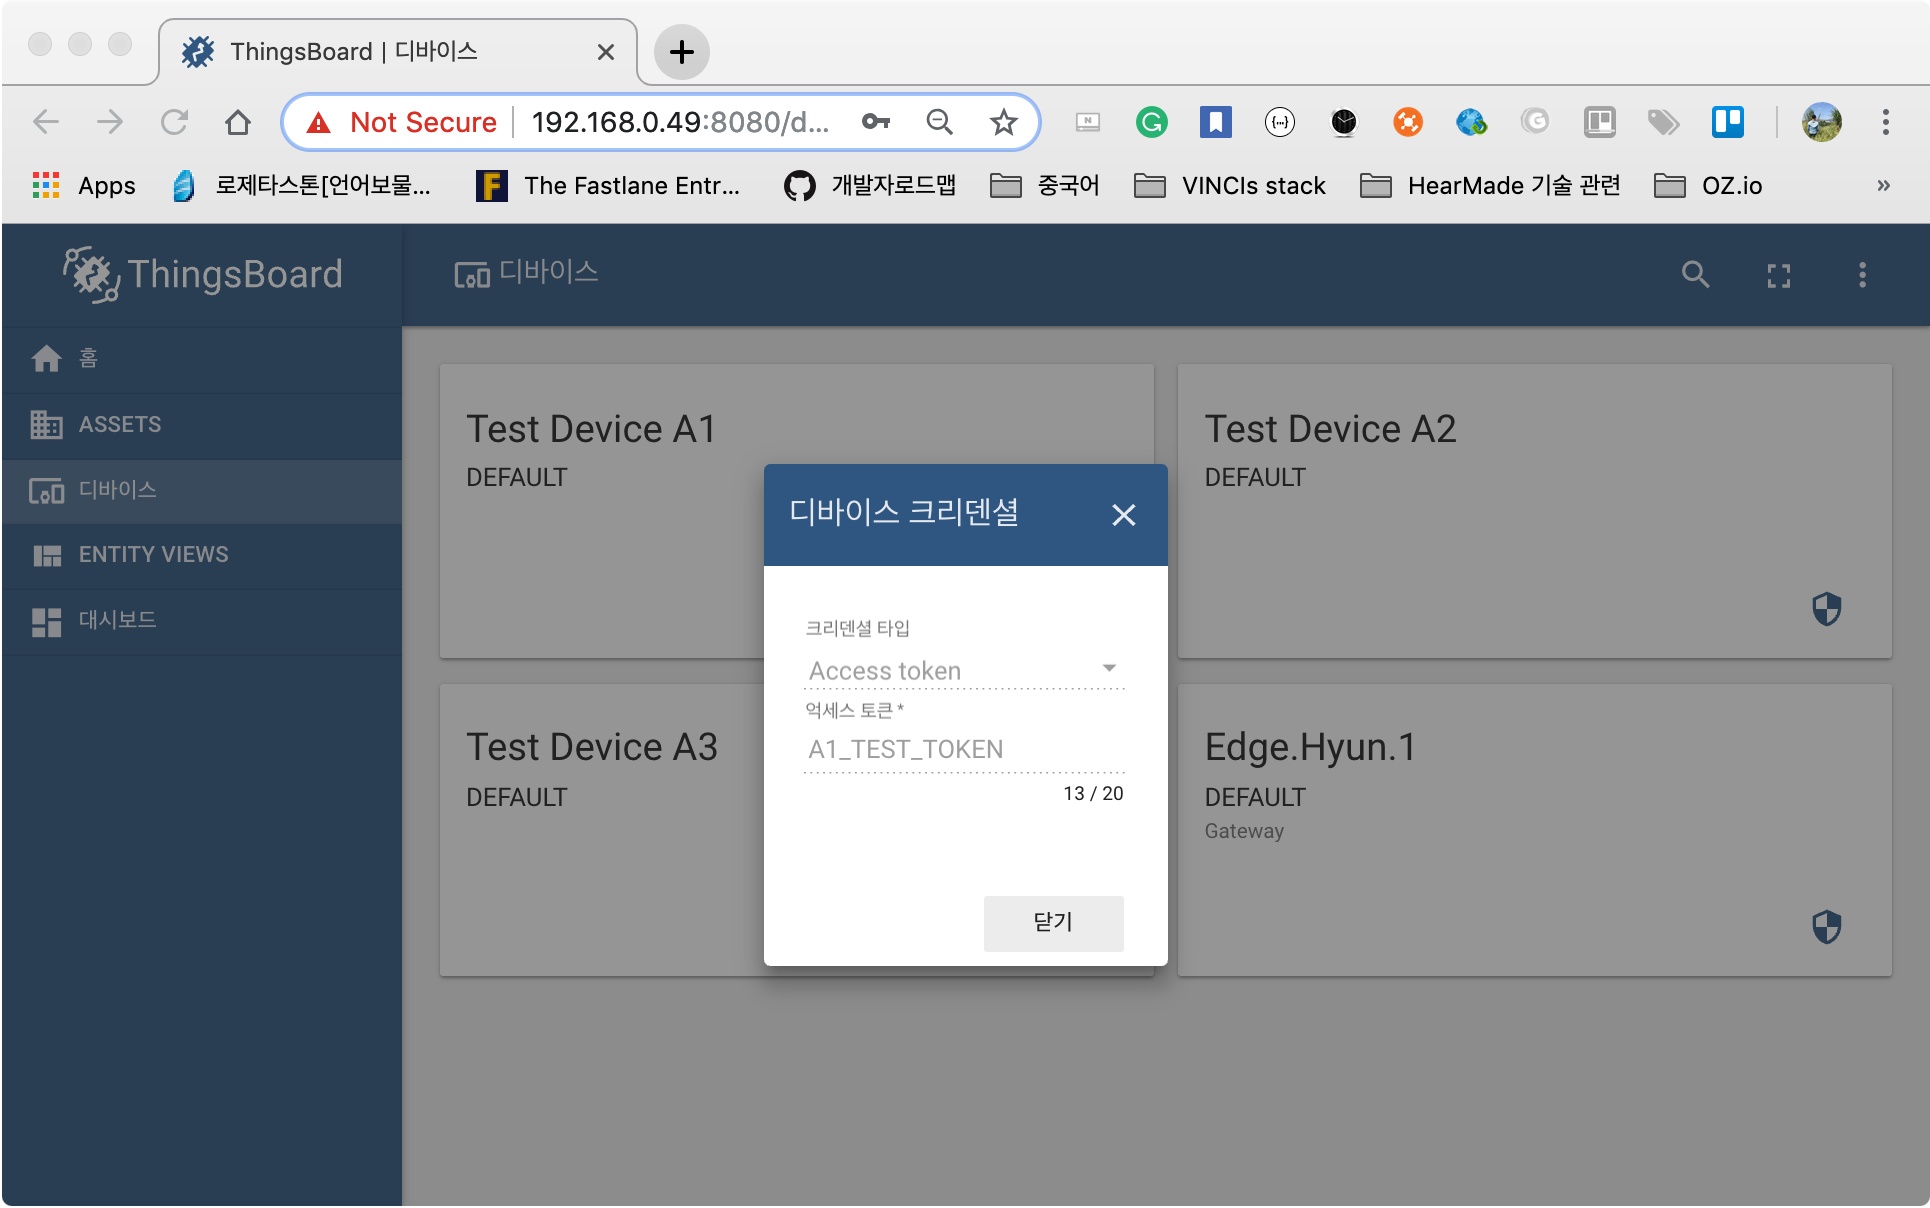 ThingsBoard | 디바이스
Not Secure 192.168.0.49:8080/d...
Apps 로제타스톤[언어보물... The Fastlane Entr... 개발자로드맵 중국어 VINCIs stack HearMade 기술 관련 OZ.io »
ThingsBoard
디바이스
홈
ASSETS
디바이스
ENTITY VIEWS
대시보드
Test Device A1
DEFAULT
Test Device A2
DEFAULT
Test Device A3
DEFAULT
Edge.Hyun.1
DEFAULT
Gateway
디바이스 크리덴셜
크리덴셜 타입
Access token
억세스 토큰 *
A1_TEST_TOKEN
13 / 20
닫기